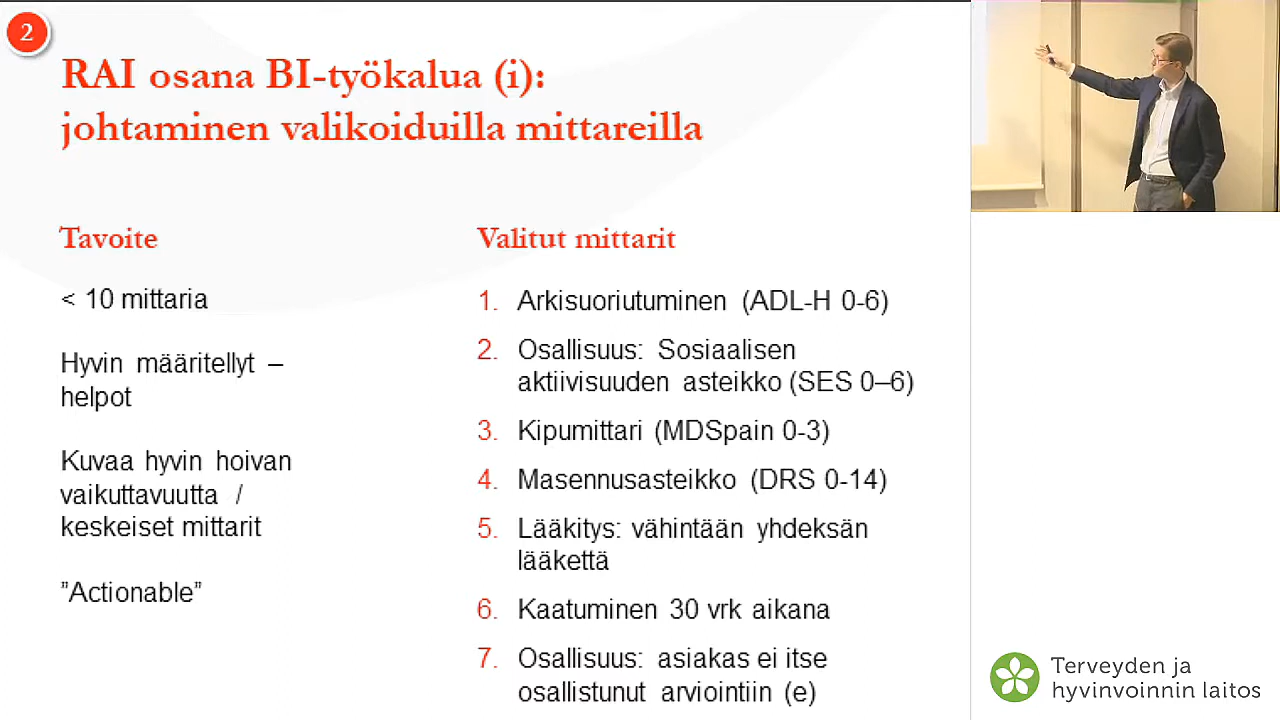 2
RAI osana BI-työkalua (i):
johtaminen valikoiduilla mittareilla
Tavoite
< 10 mittaria
Hyvin määritellyt –
helpot
Kuvaa hyvin hoivan
vaikuttavuutta /
keskeiset mittarit
”Actionable”
Valitut mittarit
1. Arkisuoriutuminen (ADL-H 0-6)
2. Osallisuus: Sosiaalisen
aktiivisuuden asteikko (SES 0–6)
3. Kipumittari (MDSpain 0-3)
4. Masennusasteikko (DRS 0-14)
5. Lääkitys: vähintään yhdeksän
lääkettä
6. Kaatuminen 30 vrk aikana
7. Osallisuus: asiakas ei itse
osallistunut arviointiin (e)
Terveyden ja
hyvinvoinnin laitos